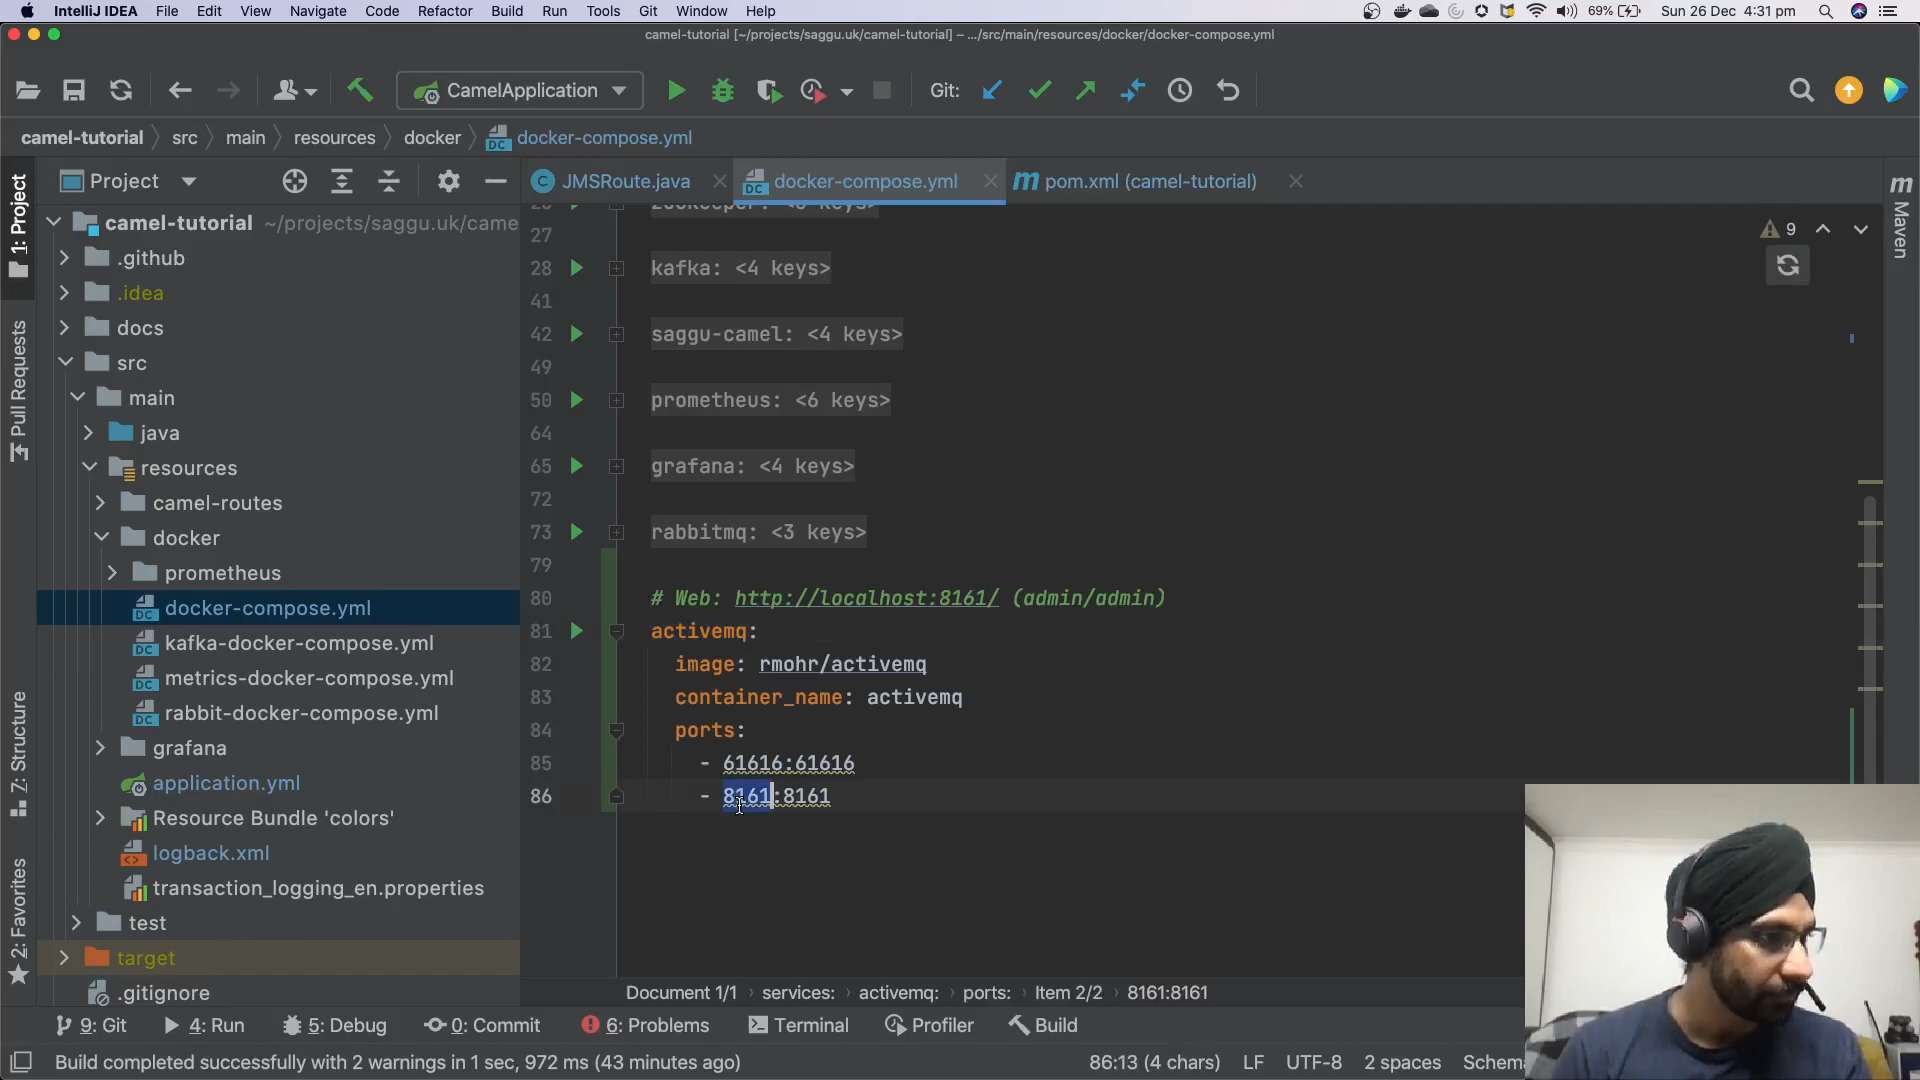 IntelliJ IDEA File Edit View Navigate Code Refactor Build Run Tools Git Window Help 69% Sun 26 Dec 4:31 pm
camel-tutorial [~/projects/saggu.uk/camel-tutorial] – .../src/main/resources/docker/docker-compose.yml
CamelApplication Git:
camel-tutorial src main resources docker docker-compose.yml
Project JMSRoute.java docker-compose.yml pom.xml (camel-tutorial)
1: Project
Pull Requests
Z: Structure
2: Favorites
Maven
camel-tutorial ~/projects/saggu.uk/came
.github
.idea
docs
src
main
java
resources
camel-routes
docker
prometheus
docker-compose.yml
kafka-docker-compose.yml
metrics-docker-compose.yml
rabbit-docker-compose.yml
grafana
application.yml
Resource Bundle 'colors'
logback.xml
transaction_logging_en.properties
test
target
.gitignore
9
27
28 kafka: <4 keys>
41
42 saggu-camel: <4 keys>
49
50 prometheus: <6 keys>
64
65 grafana: <4 keys>
72
73 rabbitmq: <3 keys>
79
80 # Web: http://localhost:8161/ (admin/admin)
81 activemq:
82 image: rmohr/activemq
83 container_name: activemq
84 ports:
85 - 61616:61616
86 - 8161:8161
Document 1/1 services: activemq: ports: Item 2/2 8161:8161
9: Git 4: Run 5: Debug 0: Commit 6: Problems Terminal Profiler Build
Build completed successfully with 2 warnings in 1 sec, 972 ms (43 minutes ago) 86:13 (4 chars) LF UTF-8 2 spaces Schem